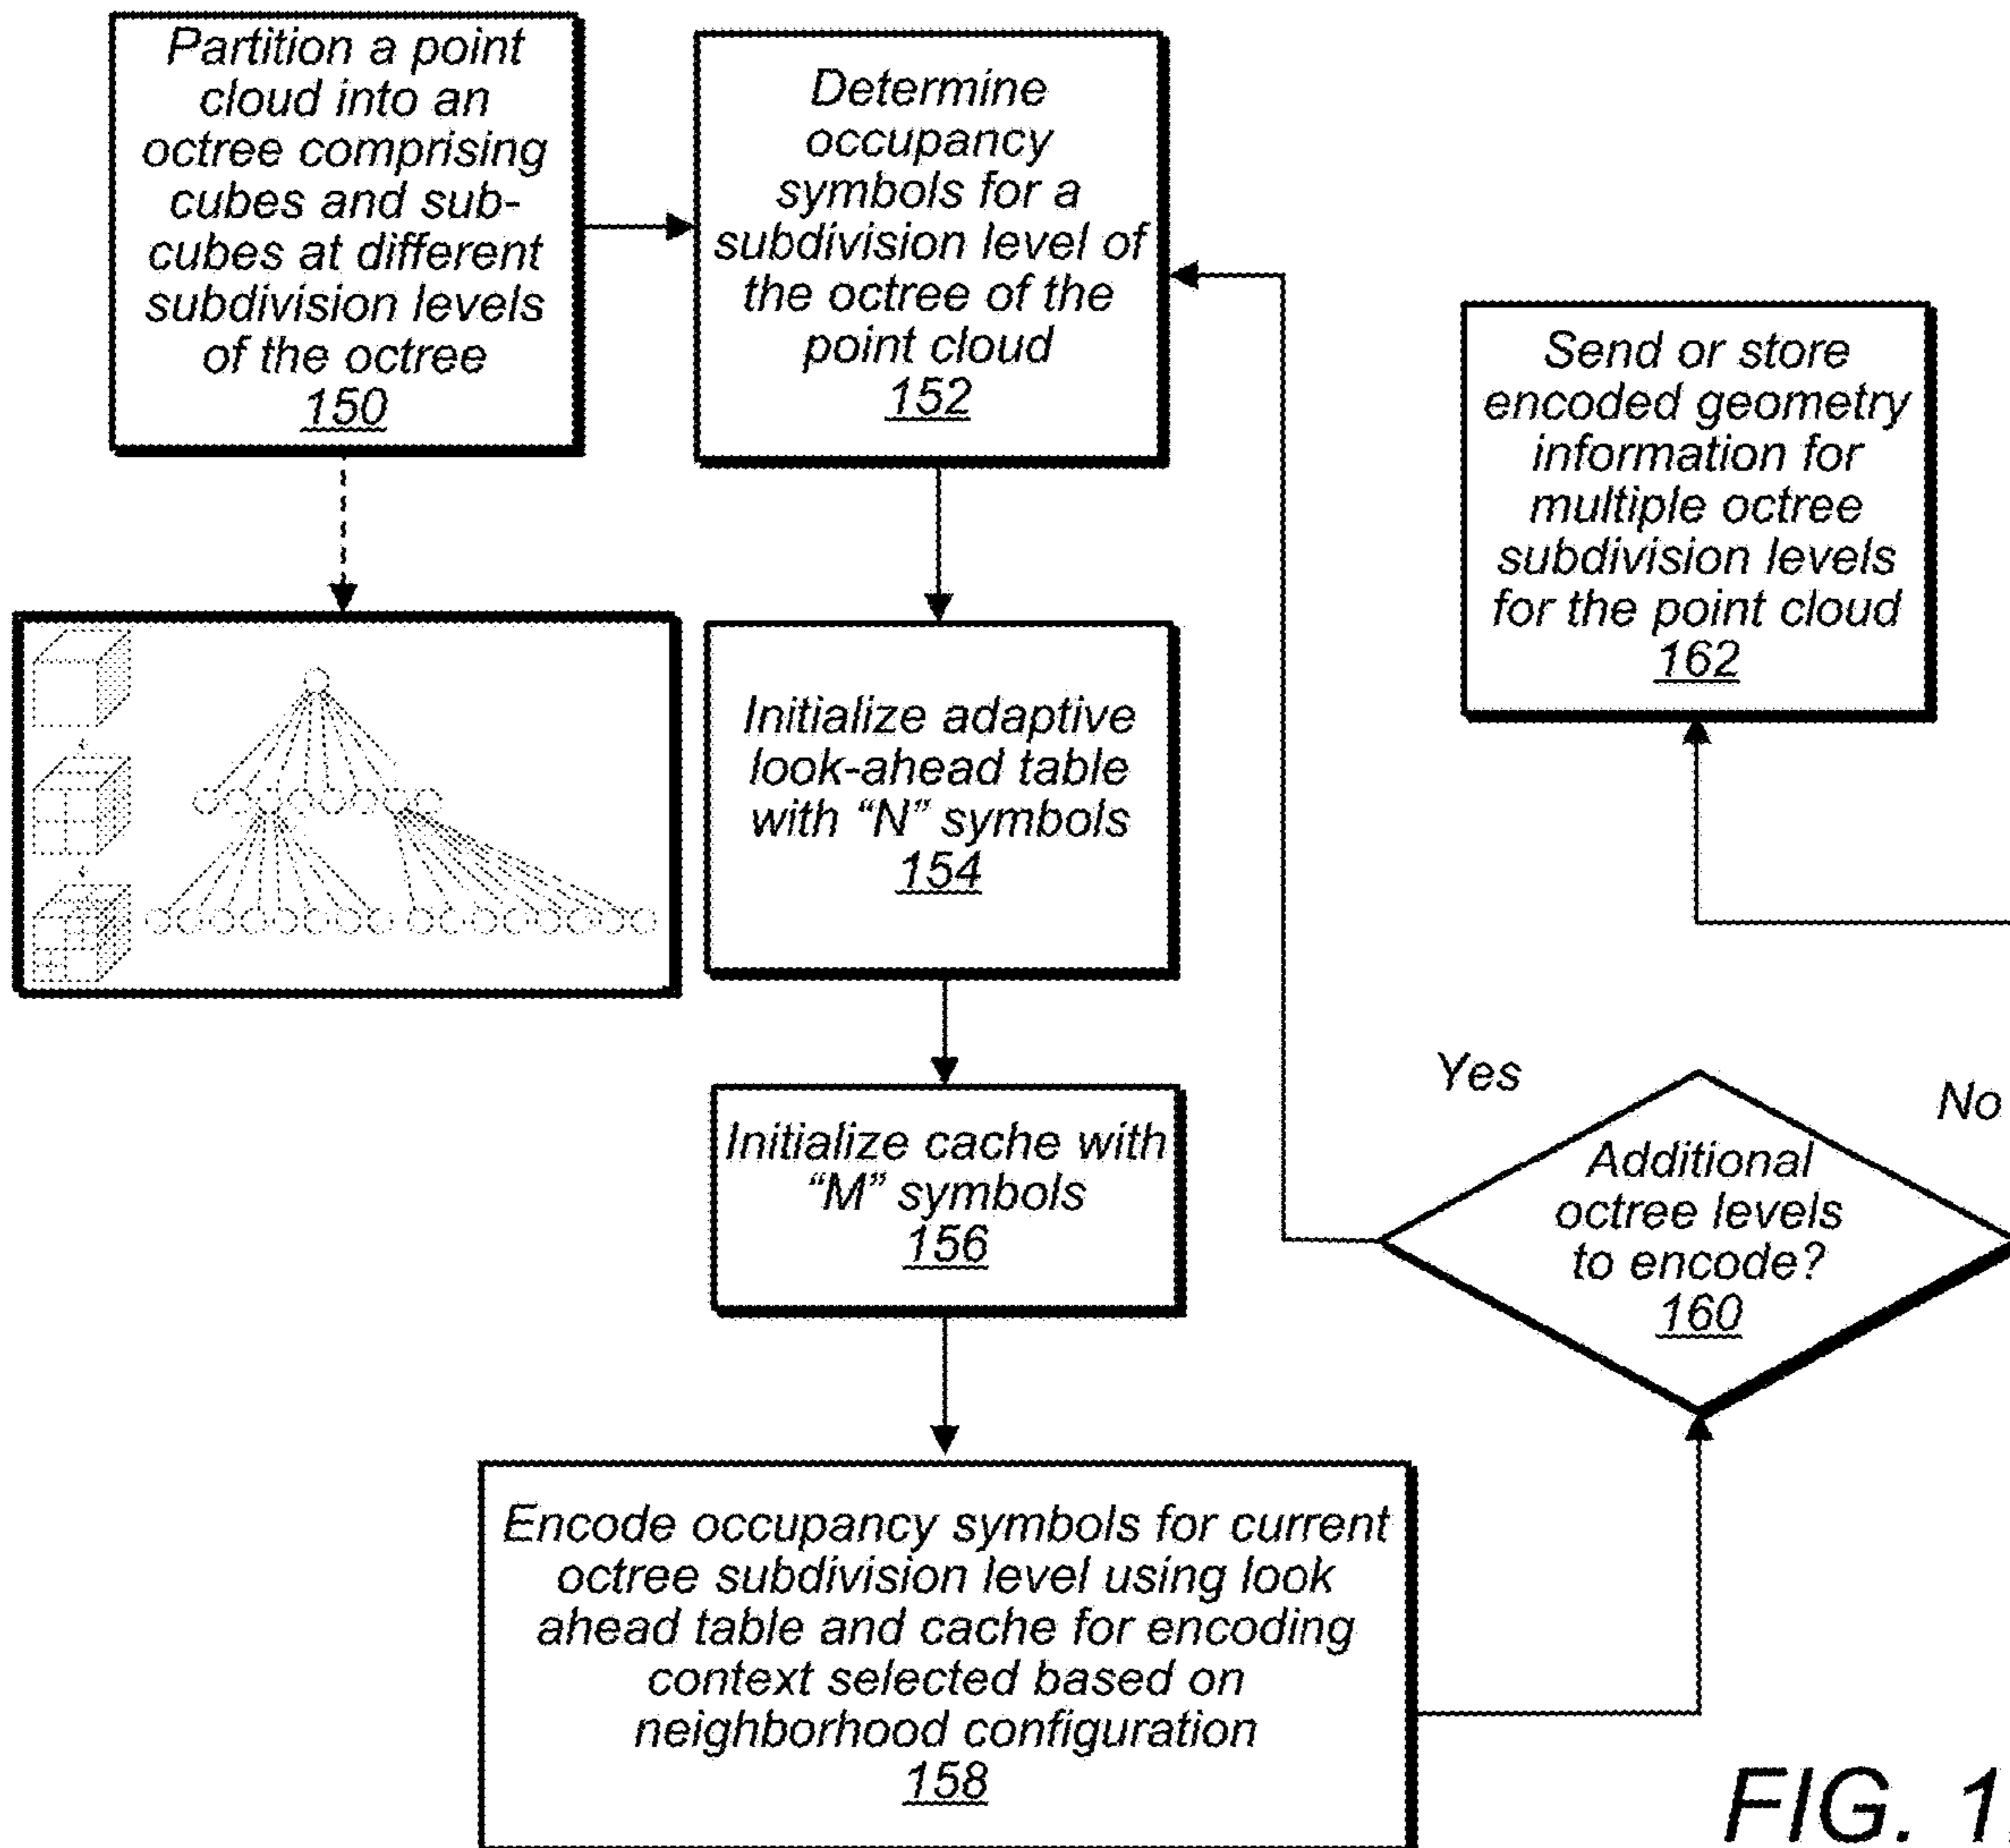 Partition a point
cloud into an
octree comprising
cubes and sub-
cubes at different
subdivision levels
of the octree
150
Determine
occupancy
symbols for a
subdivision level of
the octree of the
point cloud
152
Initialize adaptive
look-ahead table
with “N” symbols
154
Initialize cache with
“M” symbols
156
Encode occupancy symbols for current
octree subdivision level using look
ahead table and cache for encoding
context selected based on
neighborhood configuration
158
Yes
No
Additional
octree levels
to encode?
160
Send or store
encoded geometry
information for
multiple octree
subdivision levels
for the point cloud
162
FIG. 1